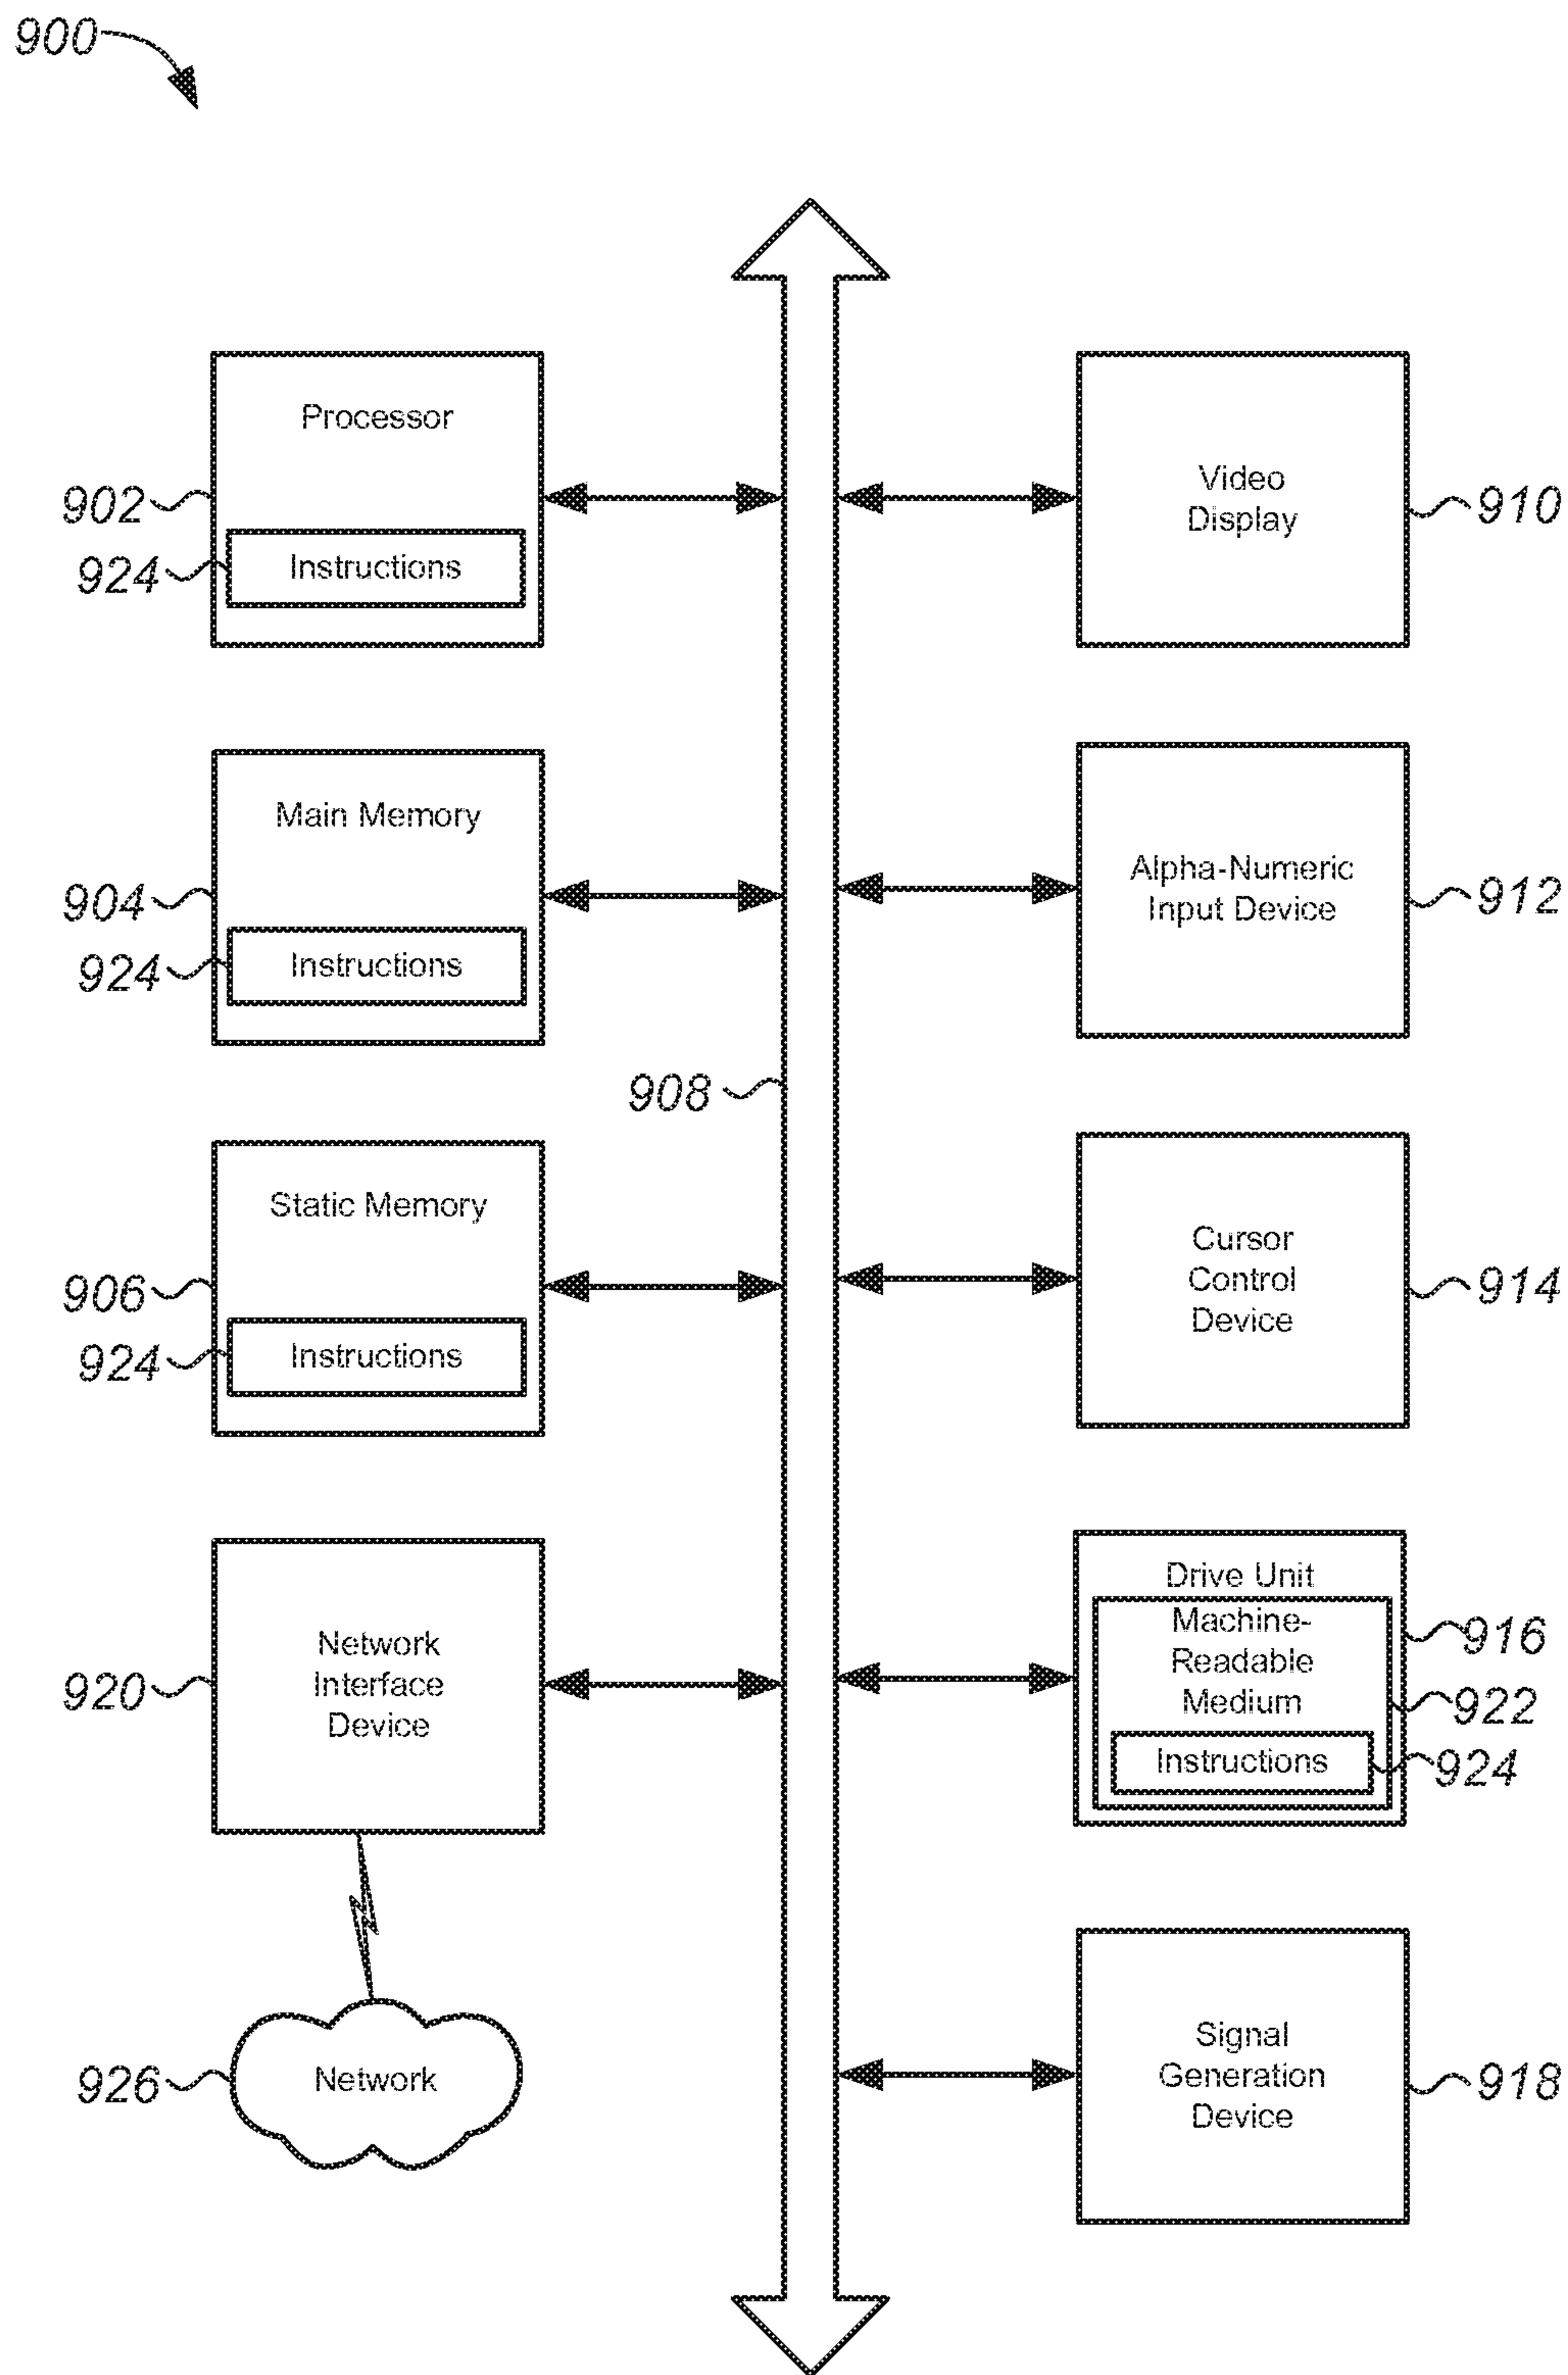 900
Processor
902
924
Instructions
Video
Display
910
Main Memory
904
924
Instructions
Alpha-Numeric
Input Device
912
908
Static Memory
906
924
Instructions
Cursor
Control
Device
914
Network
Interface
Device
920
Drive Unit
Machine-
Readable
Medium
Instructions
916
922
924
Network
926
Signal
Generation
Device
918